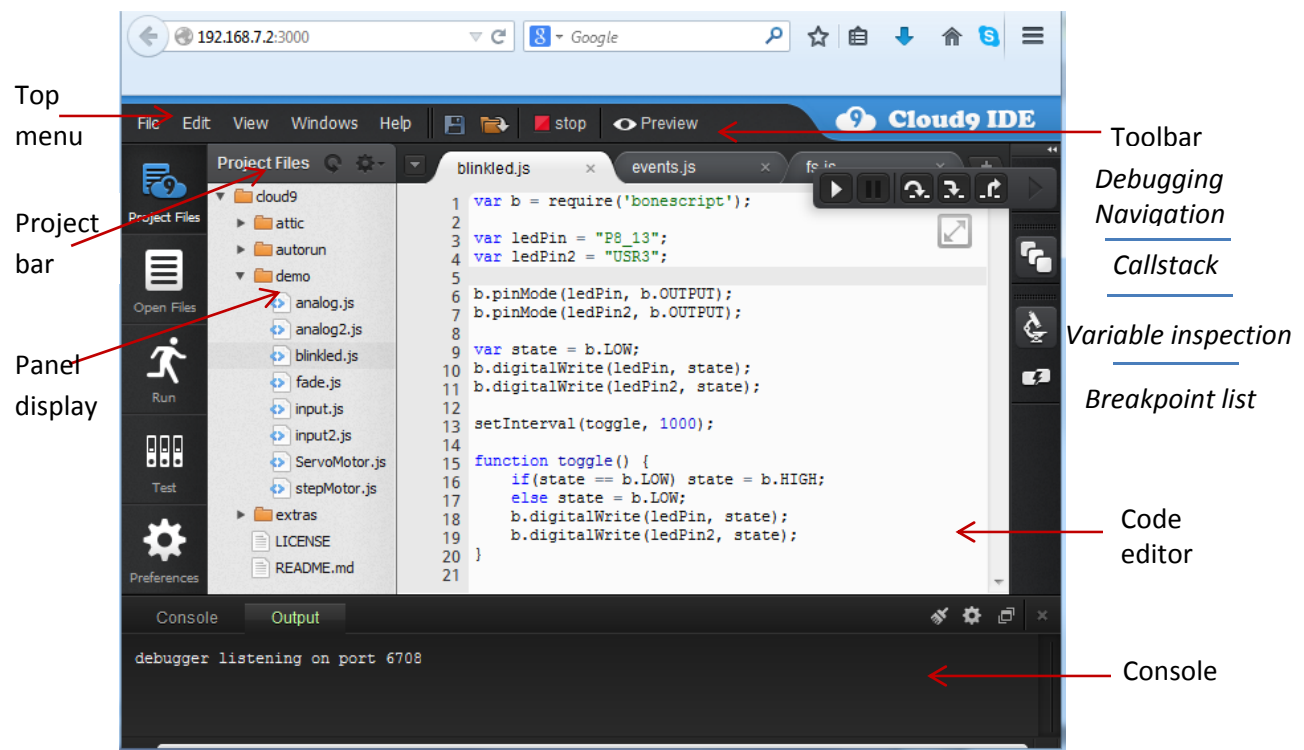 192.168.7.2:3000
Google
Top
menu
File Edit View Windows Help stop Preview
Cloud9 IDE
Toolbar
Debugging
Navigation
Callstack
Variable inspection
Breakpoint list
Project
bar
Panel
display
Project Files
Open Files
Run
Test
Preferences
Project Files
cloud9
attic
autorun
demo
analog.js
analog2.js
blinkled.js
fade.js
input.js
input2.js
ServoMotor.js
stepMotor.js
extras
LICENSE
README.md
blinkled.js × events.js × fs.js × +
1 var b = require('bonescript');
2
3 var ledPin = "P8_13";
4 var ledPin2 = "USR3";
5
6 b.pinMode(ledPin, b.OUTPUT);
7 b.pinMode(ledPin2, b.OUTPUT);
8
9 var state = b.LOW;
10 b.digitalWrite(ledPin, state);
11 b.digitalWrite(ledPin2, state);
12
13 setInterval(toggle, 1000);
14
15 function toggle() {
16     if(state == b.LOW) state = b.HIGH;
17     else state = b.LOW;
18     b.digitalWrite(ledPin, state);
19     b.digitalWrite(ledPin2, state);
20 }
21
Code
editor
Console Output
debugger listening on port 6708
Console